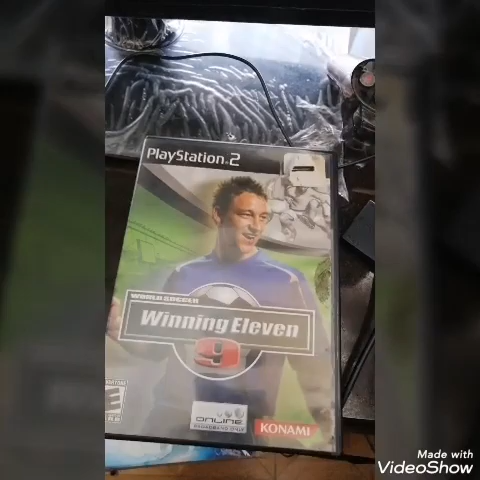 PlayStation.2
WORLD SOCCER
Winning Eleven
9
E
ONLINE
KONAMI
Made with
VideoShow